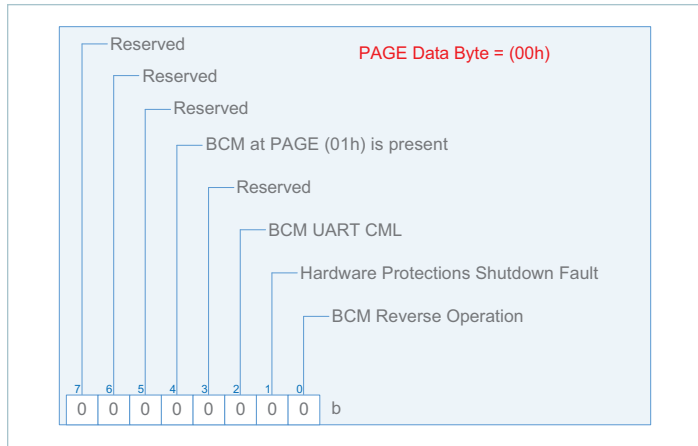 Reserved
PAGE Data Byte = (00h)
Reserved
Reserved
BCM at PAGE (01h) is present
Reserved
BCM UART CML
Hardware Protections Shutdown Fault
BCM Reverse Operation
7 6 5 4 3 2 1 0
0 0 0 0 0 0 0 0 b